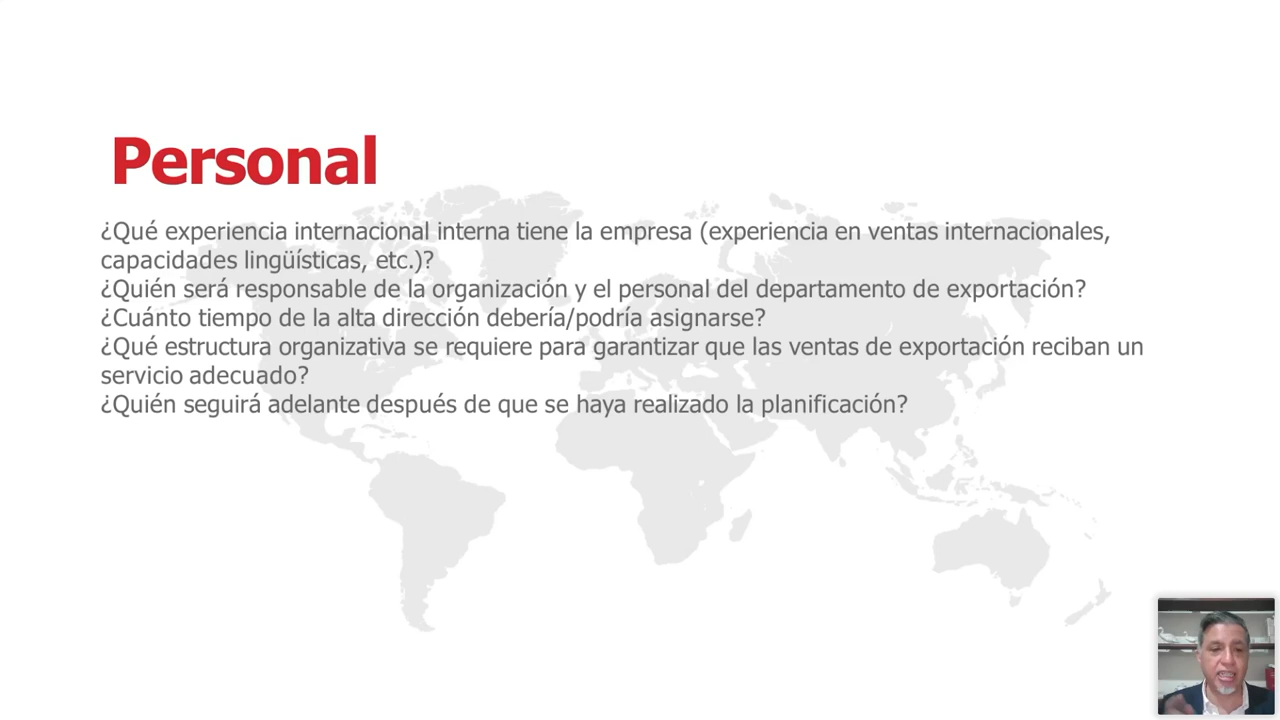 Personal
¿Qué experiencia internacional interna tiene la empresa (experiencia en ventas internacionales,
capacidades lingüísticas, etc.)?
¿Quién será responsable de la organización y el personal del departamento de exportación?
¿Cuánto tiempo de la alta dirección debería/podría asignarse?
¿Qué estructura organizativa se requiere para garantizar que las ventas de exportación reciban un
servicio adecuado?
¿Quién seguirá adelante después de que se haya realizado la planificación?